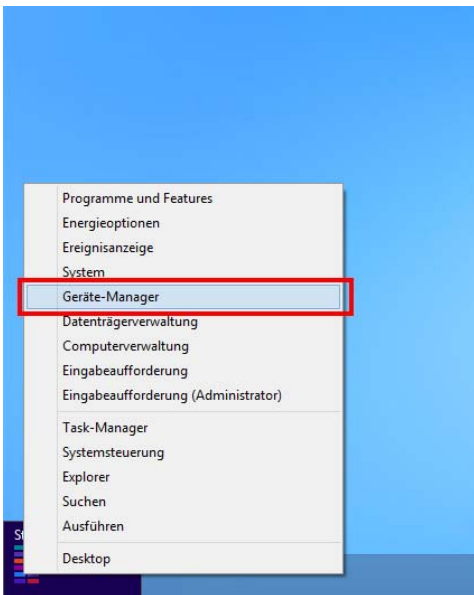 Programme und Features
Energieoptionen
Ereignisanzeige
System
Geräte-Manager
Datenträgerverwaltung
Computerverwaltung
Eingabeaufforderung
Eingabeaufforderung (Administrator)
Task-Manager
Systemsteuerung
Explorer
Suchen
Ausführen
Desktop